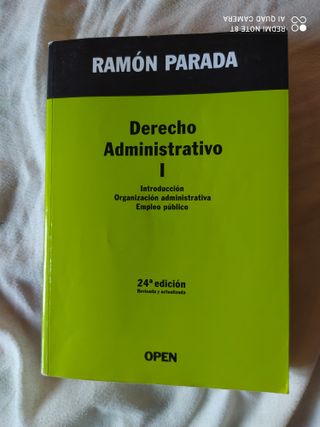 REDMI NOTE 8T
AI QUAD CAMERA
RAMÓN PARADA
Derecho
Administrativo
I
Introducción
Organización administrativa
Empleo público
24ª edición
Revisada y actualizada
OPEN